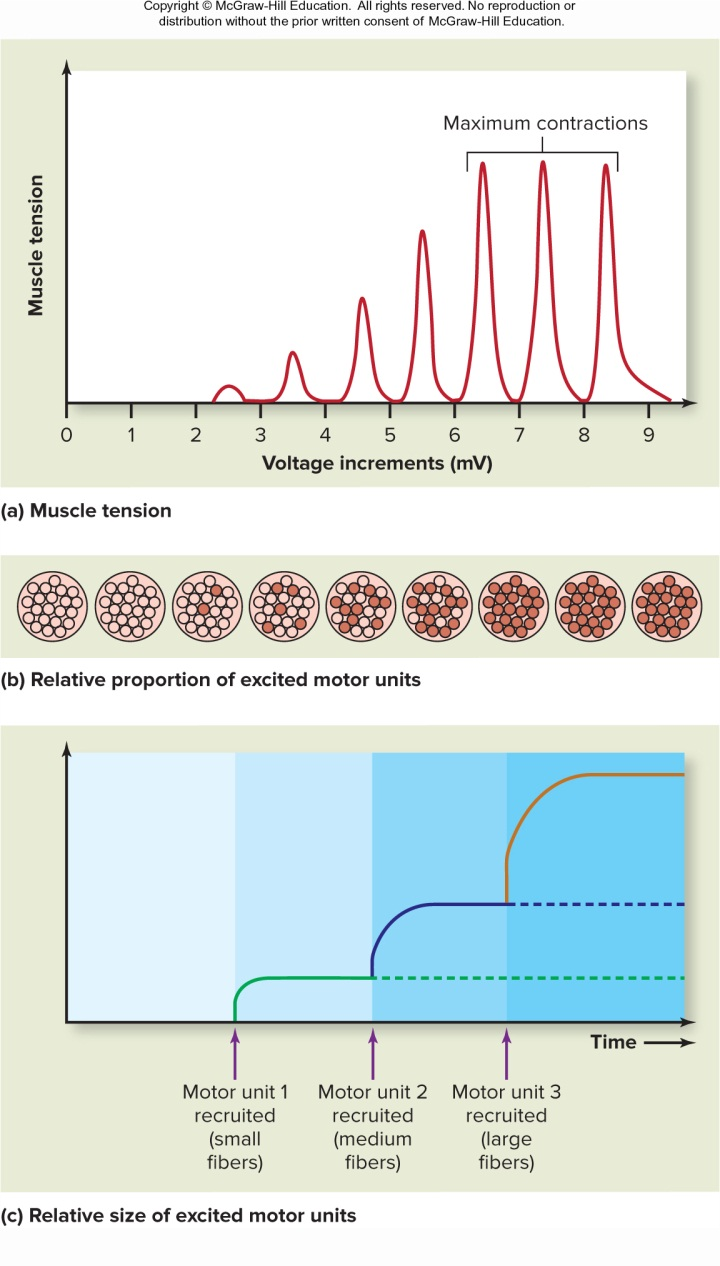 Copyright © McGraw-Hill Education.  All rights reserved. No reproduction or
distribution without the prior written consent of McGraw-Hill Education.
Maximum contractions
Muscle tension
0 1 2 3 4 5 6 7 8 9
Voltage increments (mV)
(a) Muscle tension
(b) Relative proportion of excited motor units
Time
Motor unit 1
recruited
(small
fibers)
Motor unit 2
recruited
(medium
fibers)
Motor unit 3
recruited
(large
fibers)
(c) Relative size of excited motor units